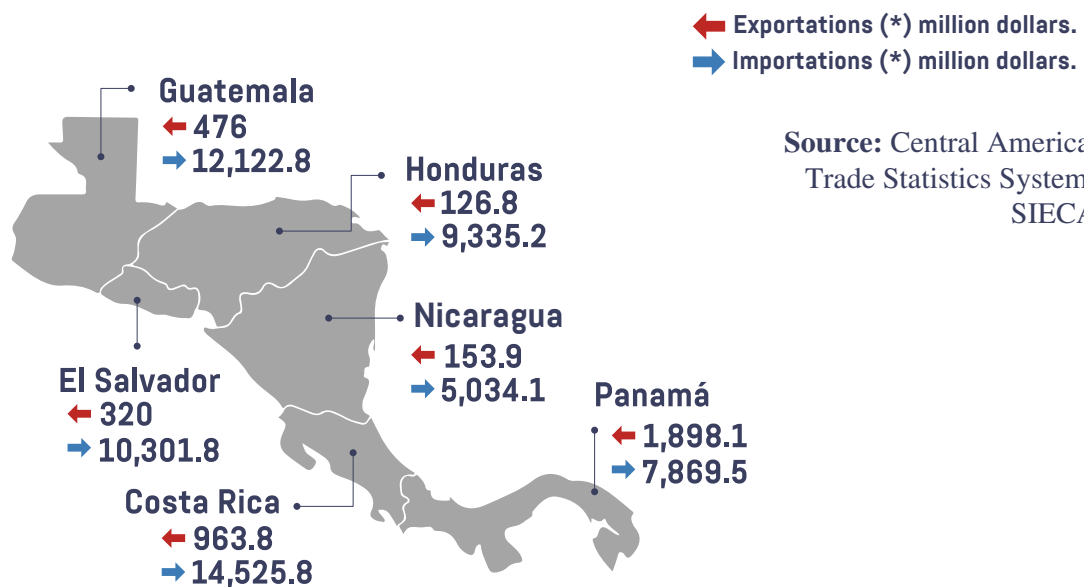 Exportations (*) million dollars.
Importations (*) million dollars.
Source: Central America
Trade Statistics System
SIECA
Guatemala
476
12,122.8
Honduras
126.8
9,335.2
Nicaragua
153.9
5,034.1
El Salvador
320
10,301.8
Panamá
1,898.1
7,869.5
Costa Rica
963.8
14,525.8